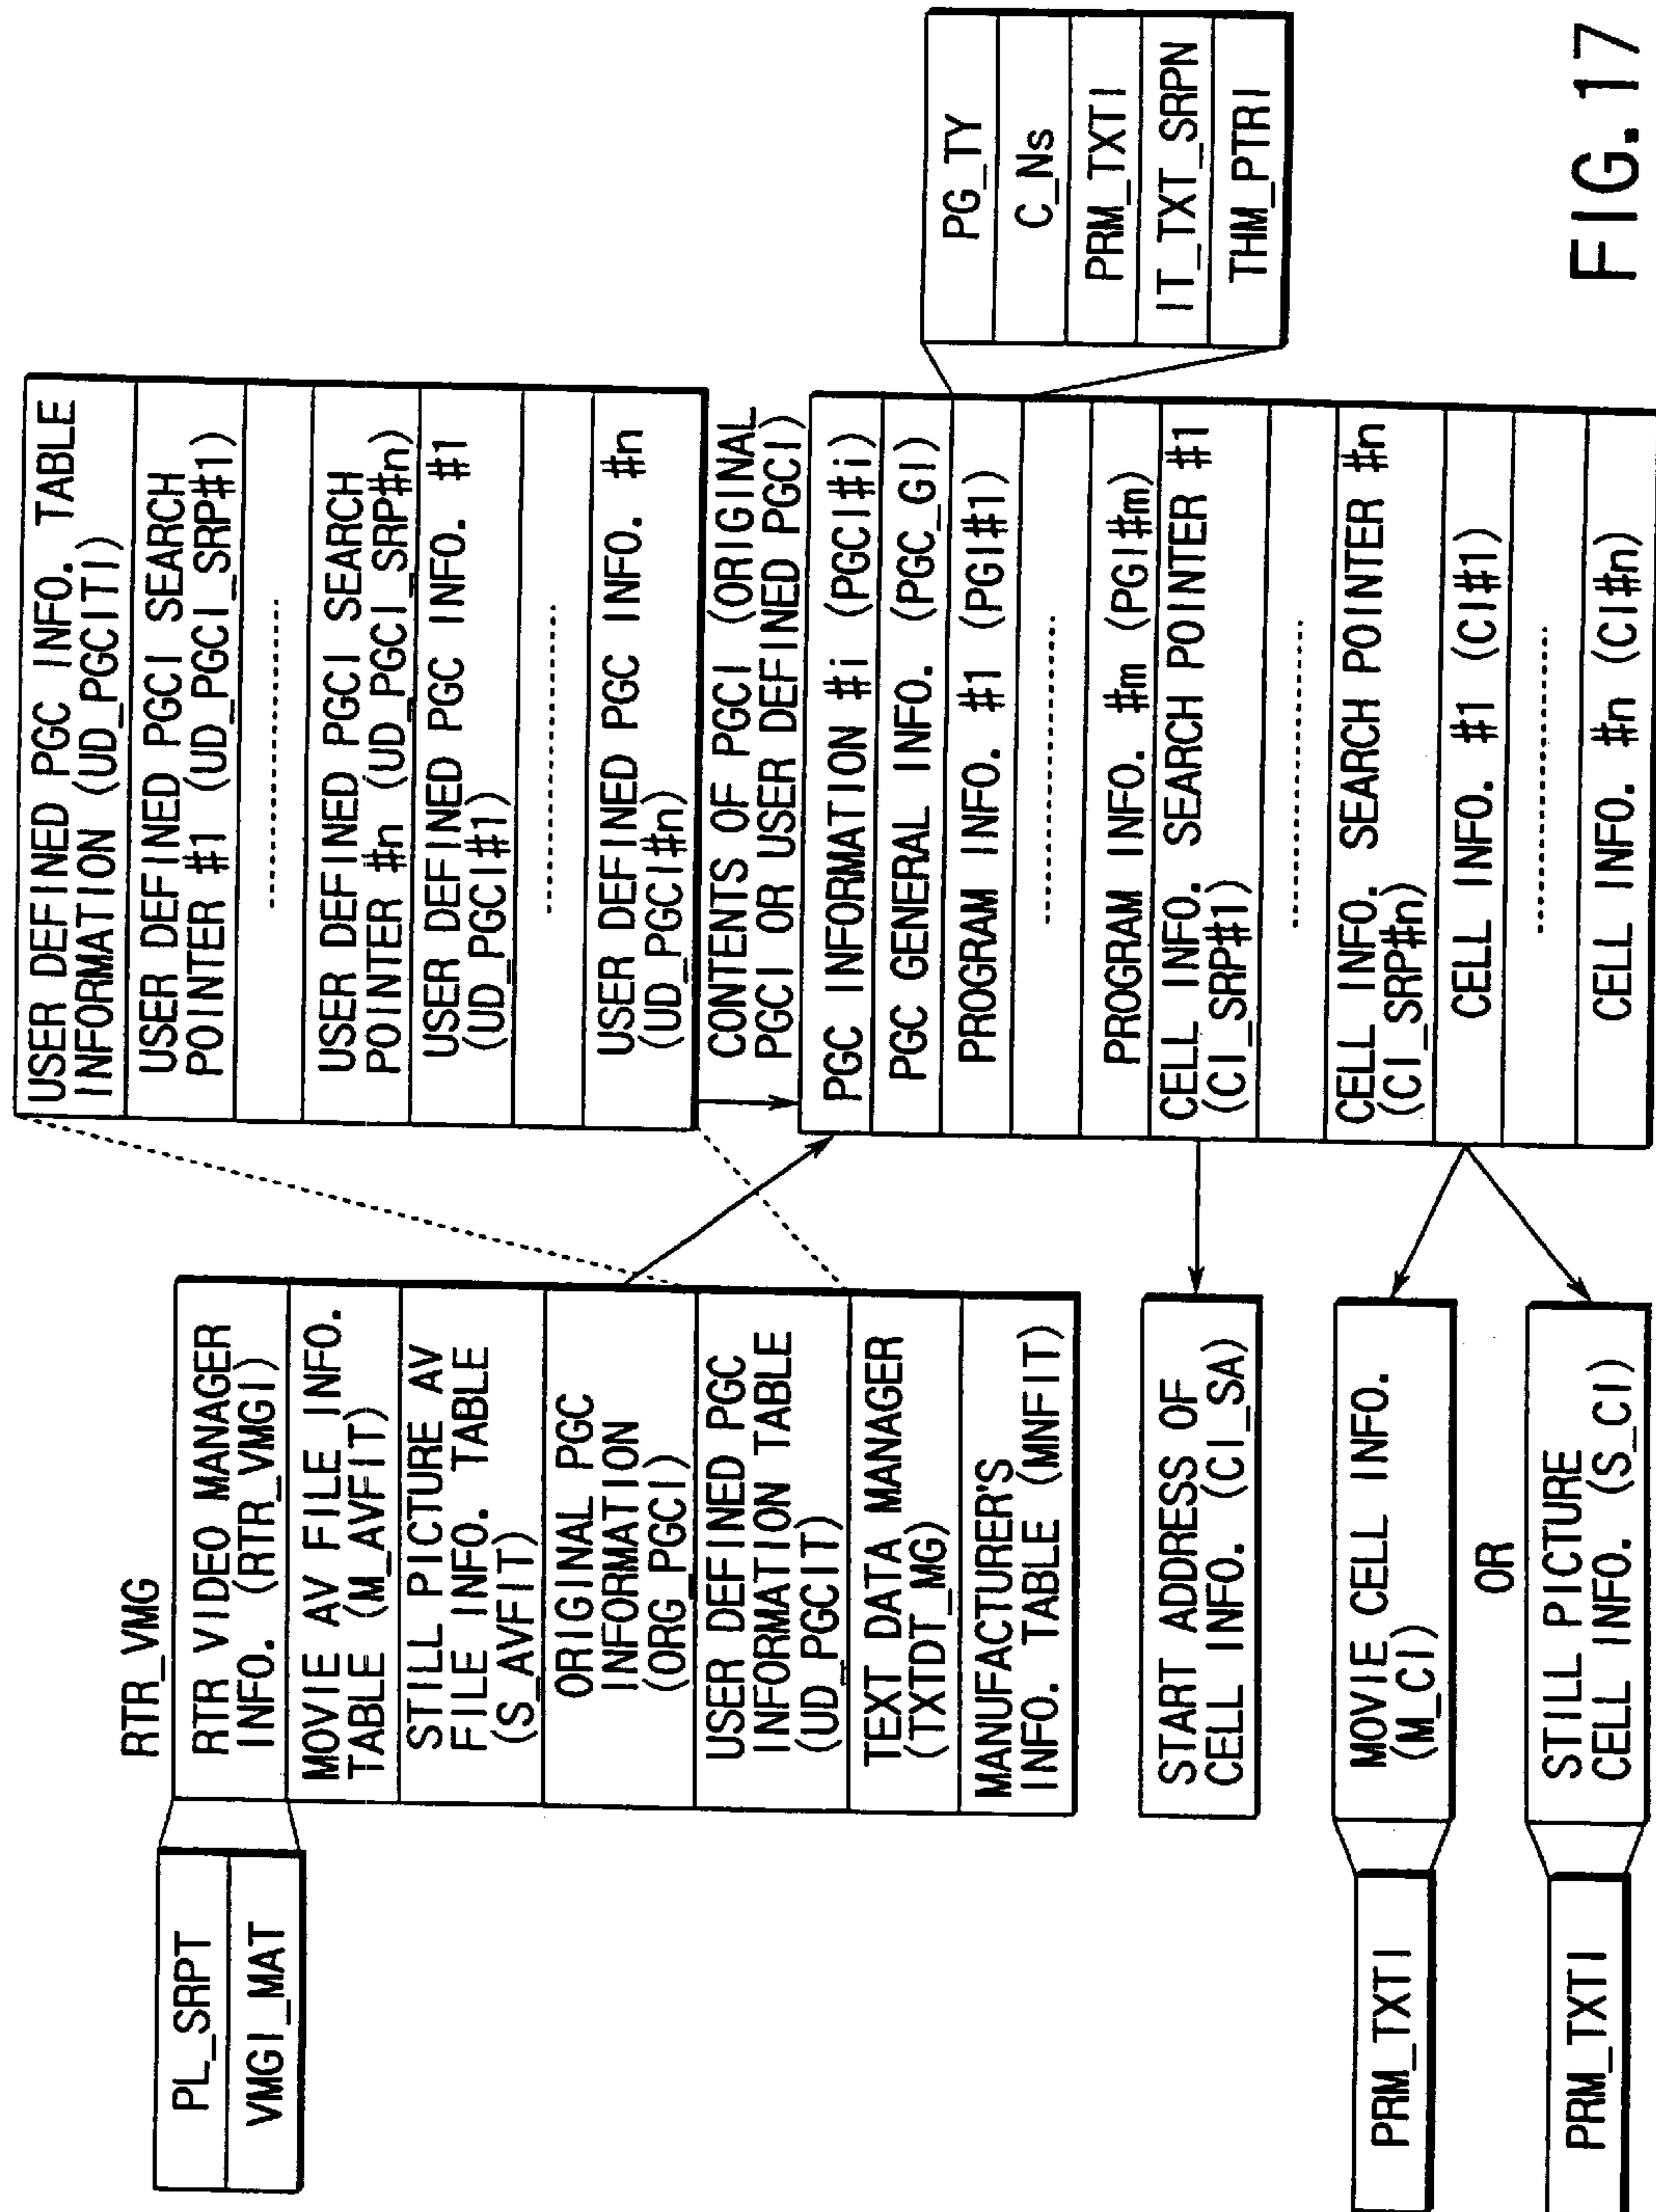 RTR_VMG
PL_SRPT
VMGI_MAT
RTR VIDEO MANAGER
INFO. (RTR_VMGI)
MOVIE AV FILE INFO.
TABLE (M_AVFIT)
STILL PICTURE AV
FILE INFO. TABLE
(S_AVFIT)
ORIGINAL PGC
INFORMATION
(ORG_PGCI)
USER DEFINED PGC
INFORMATION TABLE
(UD_PGCIT)
TEXT DATA MANAGER
(TXTDT_MG)
MANUFACTURER'S
INFO. TABLE (MNFIT)
START ADDRESS OF
CELL INFO. (CI_SA)
MOVIE CELL INFO.
(M_CI)
PRM_TXTI
OR
STILL PICTURE
CELL INFO. (S_CI)
PRM_TXTI
USER DEFINED PGC INFO. TABLE
INFORMATION (UD_PGCITI)
USER DEFINED PGCI SEARCH
POINTER #1 (UD_PGCI_SRP#1)
USER DEFINED PGCI SEARCH
POINTER #n (UD_PGCI_SRP#n)
USER DEFINED PGC INFO. #1
(UD_PGCI#1)
USER DEFINED PGC INFO. #n
(UD_PGCI#n)
CONTENTS OF PGCI (ORIGINAL
PGCI OR USER DEFINED PGCI)
PGC INFORMATION #i (PGCI#i)
PGC GENERAL INFO. (PGC_GI)
PROGRAM INFO. #1 (PGI#1)
PROGRAM INFO. #m (PGI#m)
CELL INFO. SEARCH POINTER #1
(CI_SRP#1)
CELL INFO. SEARCH POINTER #n
(CI_SRP#n)
CELL INFO. #1 (CI#1)
CELL INFO. #n (CI#n)
PG_TY
C_Ns
PRM_TXTI
IT_TXT_SRPN
THM_PTRI
FIG. 17